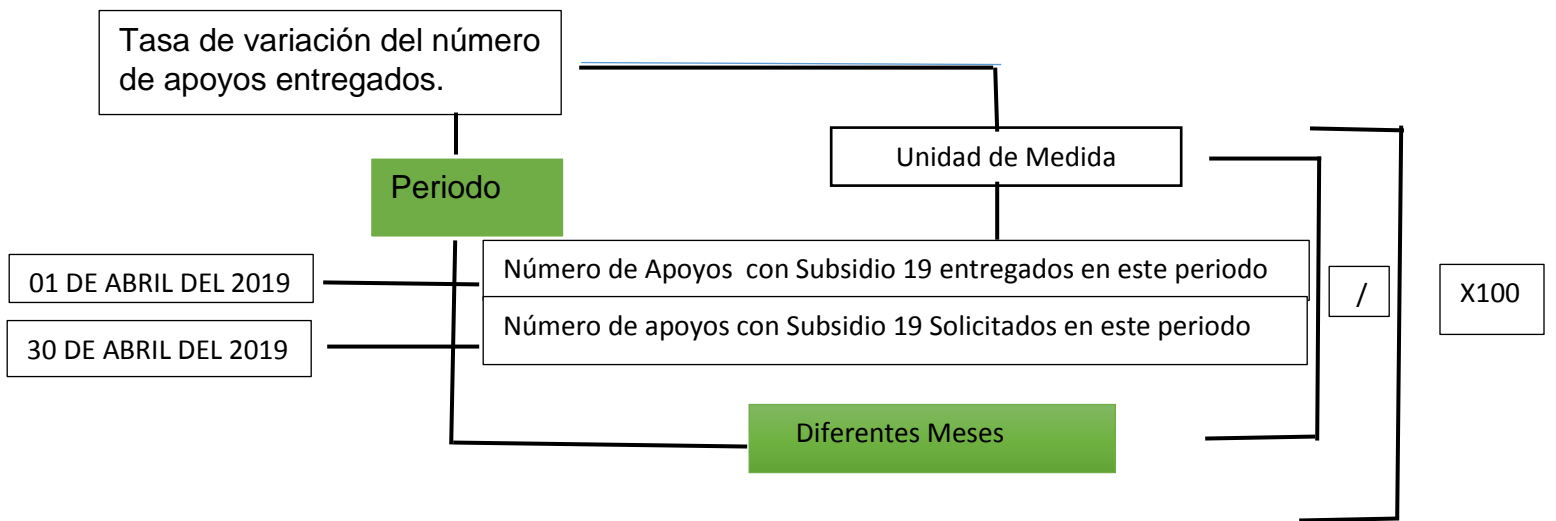 Tasa de variación del número
de apoyos entregados.
Unidad de Medida
Periodo
01 DE ABRIL DEL 2019
Número de Apoyos con Subsidio 19 entregados en este periodo
/
X100
30 DE ABRIL DEL 2019
Número de apoyos con Subsidio 19 Solicitados en este periodo
Diferentes Meses